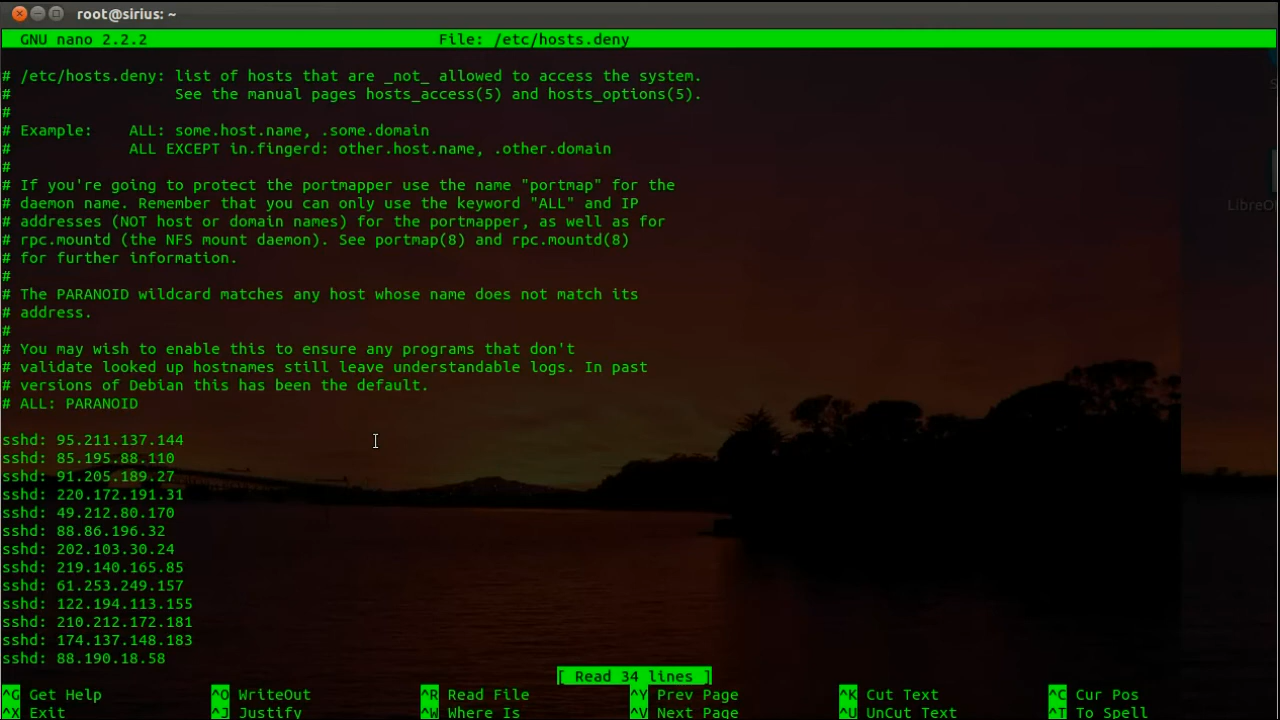 root@sirius: ~
GNU nano 2.2.2 File: /etc/hosts.deny
# /etc/hosts.deny: list of hosts that are _not_ allowed to access the system.
# See the manual pages hosts_access(5) and hosts_options(5).
#
# Example: ALL: some.host.name, .some.domain
# ALL EXCEPT in.fingerd: other.host.name, .other.domain
#
# If you're going to protect the portmapper use the name "portmap" for the
# daemon name. Remember that you can only use the keyword "ALL" and IP
# addresses (NOT host or domain names) for the portmapper, as well as for
# rpc.mountd (the NFS mount daemon). See portmap(8) and rpc.mountd(8)
# for further information.
#
# The PARANOID wildcard matches any host whose name does not match its
# address.
#
# You may wish to enable this to ensure any programs that don't
# validate looked up hostnames still leave understandable logs. In past
# versions of Debian this has been the default.
# ALL: PARANOID
sshd: 95.211.137.144
sshd: 85.195.88.110
sshd: 91.205.189.27
sshd: 220.172.191.31
sshd: 49.212.80.170
sshd: 88.86.196.32
sshd: 202.103.30.24
sshd: 219.140.165.85
sshd: 61.253.249.157
sshd: 122.194.113.155
sshd: 210.212.172.181
sshd: 174.137.148.183
sshd: 88.190.18.58
[ Read 34 lines ]
^G Get Help ^O WriteOut ^R Read File ^Y Prev Page ^K Cut Text ^C Cur Pos
^X Exit ^J Justify ^W Where Is ^V Next Page ^U UnCut Text ^T To Spell